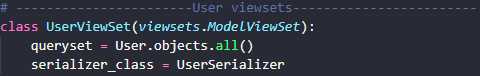 # -----------------------User viewsets------------------------
class UserViewSet(viewsets.ModelViewSet):
    queryset = User.objects.all()
    serializer_class = UserSerializer